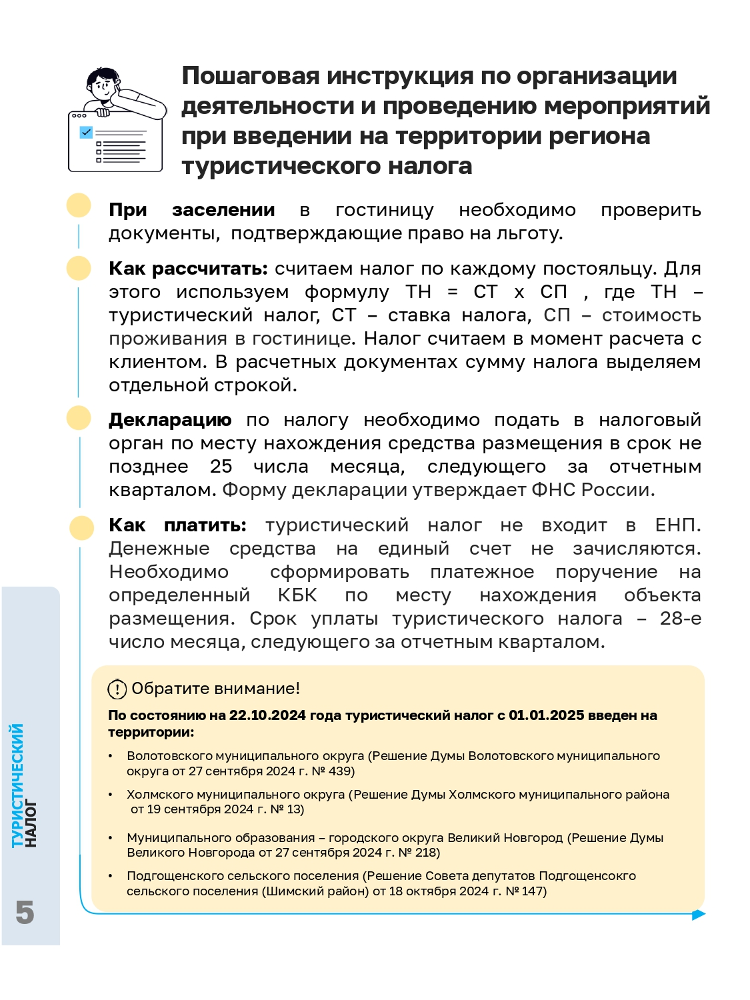 Пошаговая инструкция по организации
деятельности и проведению мероприятий
при введении на территории региона
туристического налога
При заселении в гостиницу необходимо проверить
документы, подтверждающие право на льготу.
Как рассчитать: считаем налог по каждому постояльцу. Для
этого используем формулу ТН = СТ х СП , где ТН –
туристический налог, СТ – ставка налога, СП – стоимость
проживания в гостинице. Налог считаем в момент расчета с
клиентом. В расчетных документах сумму налога выделяем
отдельной строкой.
Декларацию по налогу необходимо подать в налоговый
орган по месту нахождения средства размещения в срок не
позднее 25 числа месяца, следующего за отчетным
кварталом. Форму декларации утверждает ФНС России.
Как платить: туристический налог не входит в ЕНП.
Денежные средства на единый счет не зачисляются.
Необходимо сформировать платежное поручение на
определенный КБК по месту нахождения объекта
размещения. Срок уплаты туристического налога – 28-е
число месяца, следующего за отчетным кварталом.
Обратите внимание!
По состоянию на 22.10.2024 года туристический налог с 01.01.2025 введен на
территории:
• Волотовского муниципального округа (Решение Думы Волотовского муниципального
округа от 27 сентября 2024 г. № 439)
• Холмского муниципального округа (Решение Думы Холмского муниципального района
от 19 сентября 2024 г. № 13)
• Муниципального образования – городского округа Великий Новгород (Решение Думы
Великого Новгорода от 27 сентября 2024 г. № 218)
• Подгощенского сельского поселения (Решение Совета депутатов Подгощенсокго
сельского поселения (Шимский район) от 18 октября 2024 г. № 147)
ТУРИСТИЧЕСКИЙ
НАЛОГ
5